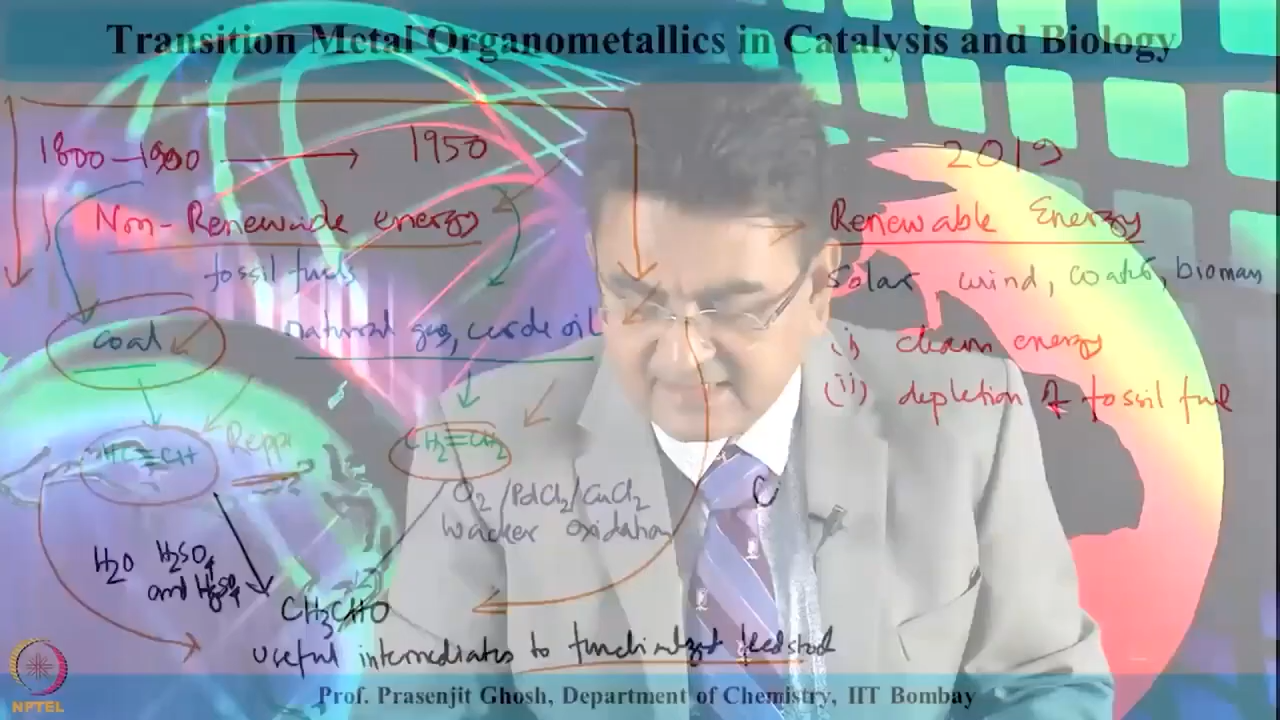 Transition Metal Organometallics in Catalysis and Biology
1800–1900 → 1950
2019
Non-Renewable energy
Renewable Energy
fossil fuels
solar, wind, water, biomass
coal
natural gas, crude oil
(i) clean energy
(ii) depletion of fossil fuel
HC≡CH
CH2=CH2
O2/PdCl2/CuCl2
Wacker oxidation
H2O H2SO4
and HgSO4
CH3CHO
useful intermediates to functionalized feedstock
Prof. Prasenjit Ghosh, Department of Chemistry, IIT Bombay
NPTEL